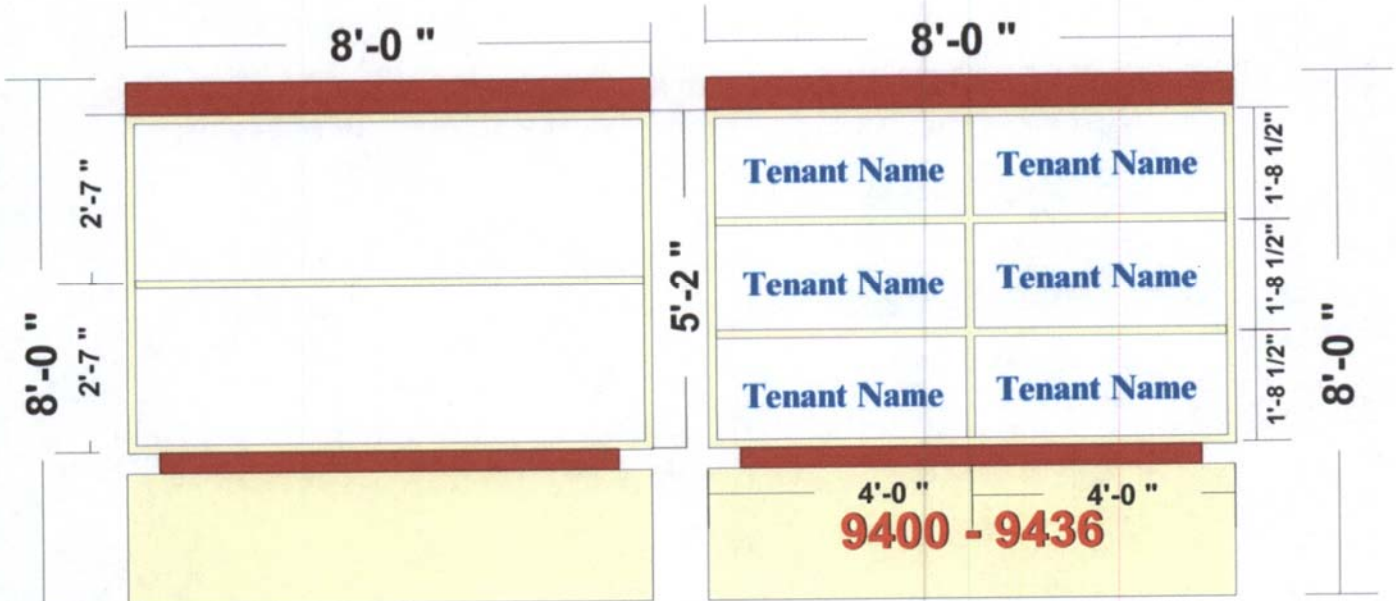 8'-0 "
8'-0 "
2'-7 "
2'-7 "
8'-0 "
5'-2 "
Tenant Name Tenant Name
Tenant Name Tenant Name
Tenant Name Tenant Name
1'-8 1/2"
1'-8 1/2"
1'-8 1/2"
8'-0 "
4'-0 " 4'-0 "
9400 - 9436